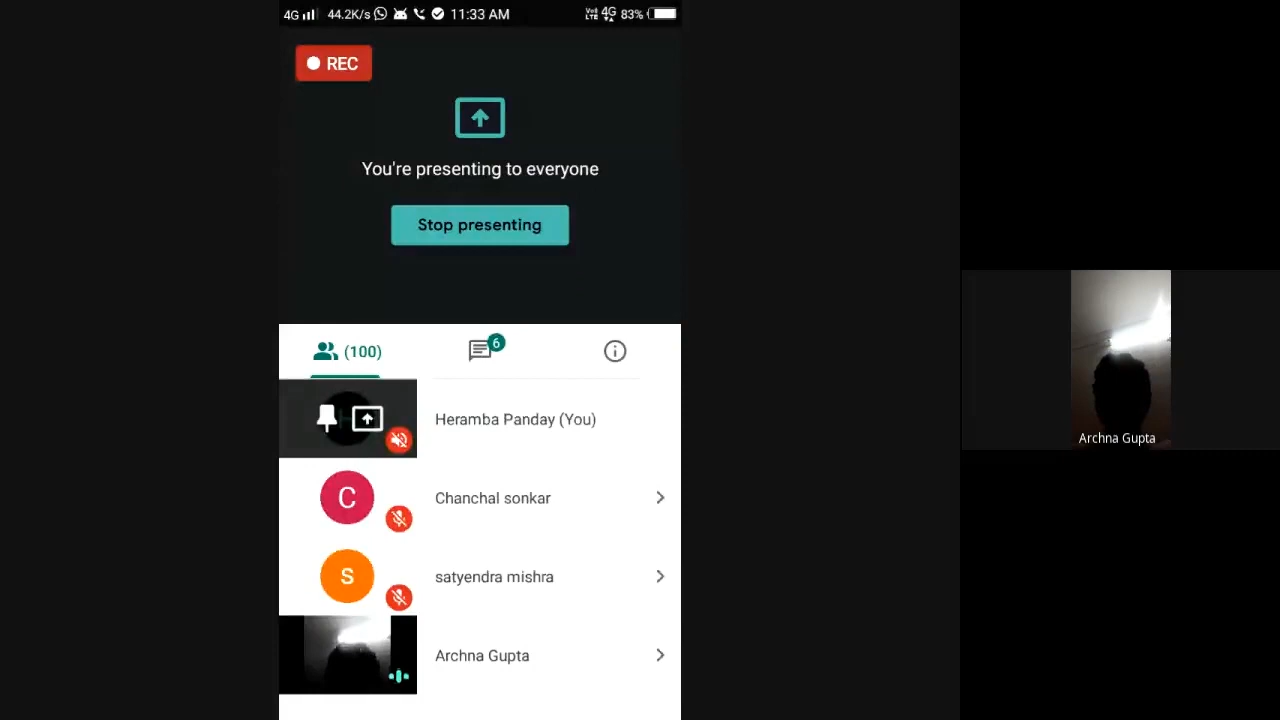 4G 44.2K/s 11:33 AM VoLTE 4G 83%
REC
You're presenting to everyone
Stop presenting
(100) 6
Heramba Panday (You)
C Chanchal sonkar
S satyendra mishra
Archna Gupta
Archna Gupta